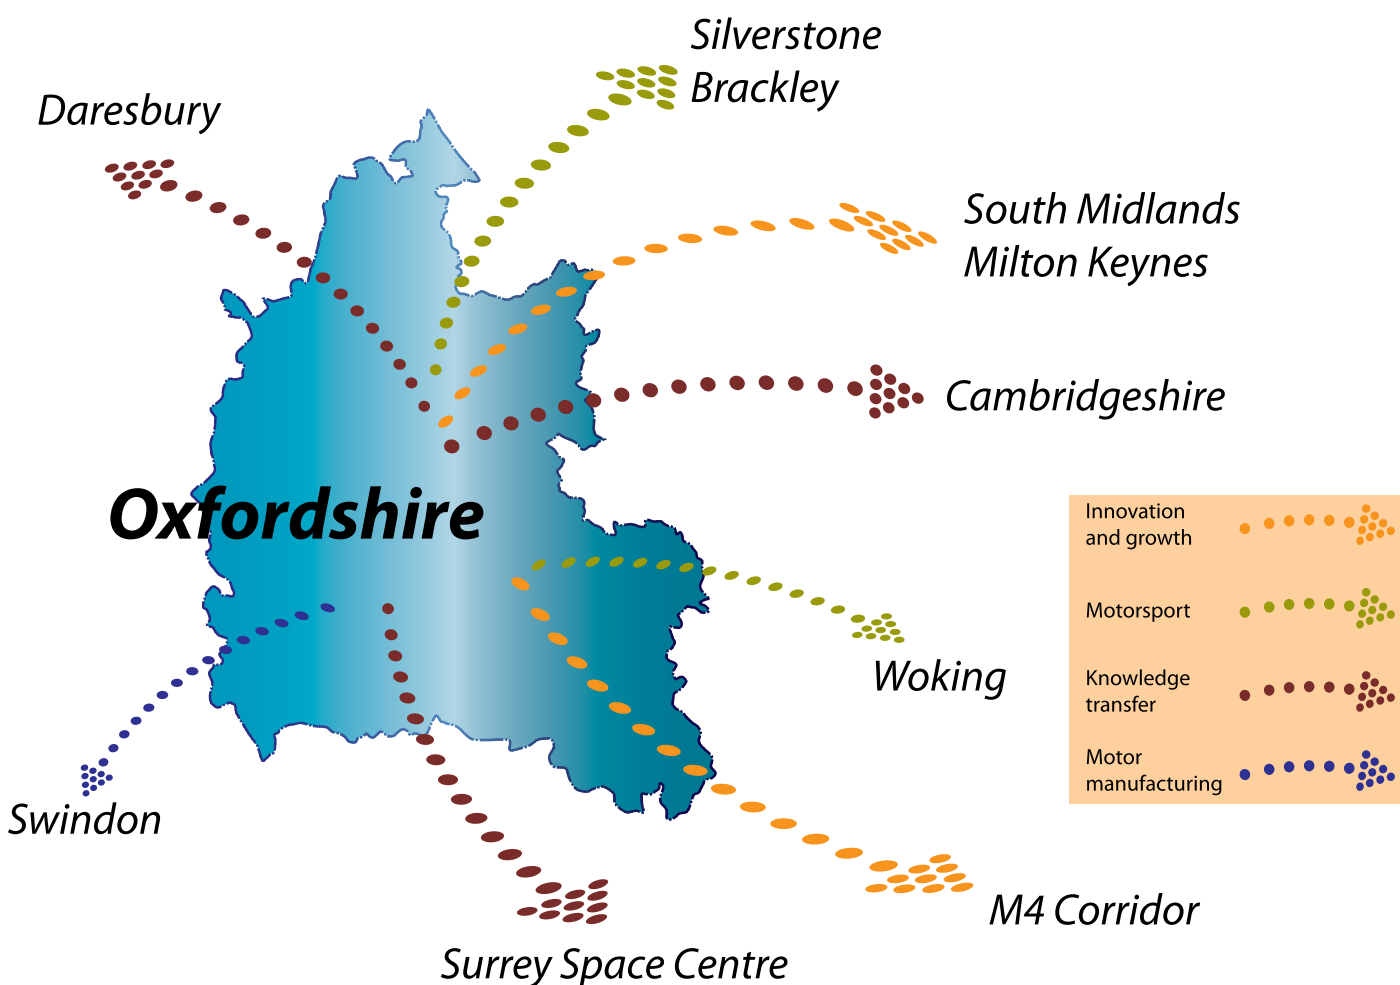 Silverstone
Brackley
Daresbury
South Midlands
Milton Keynes
Cambridgeshire
Oxfordshire
Innovation
and growth
Motorsport
Knowledge
transfer
Motor
manufacturing
Woking
Swindon
M4 Corridor
Surrey Space Centre